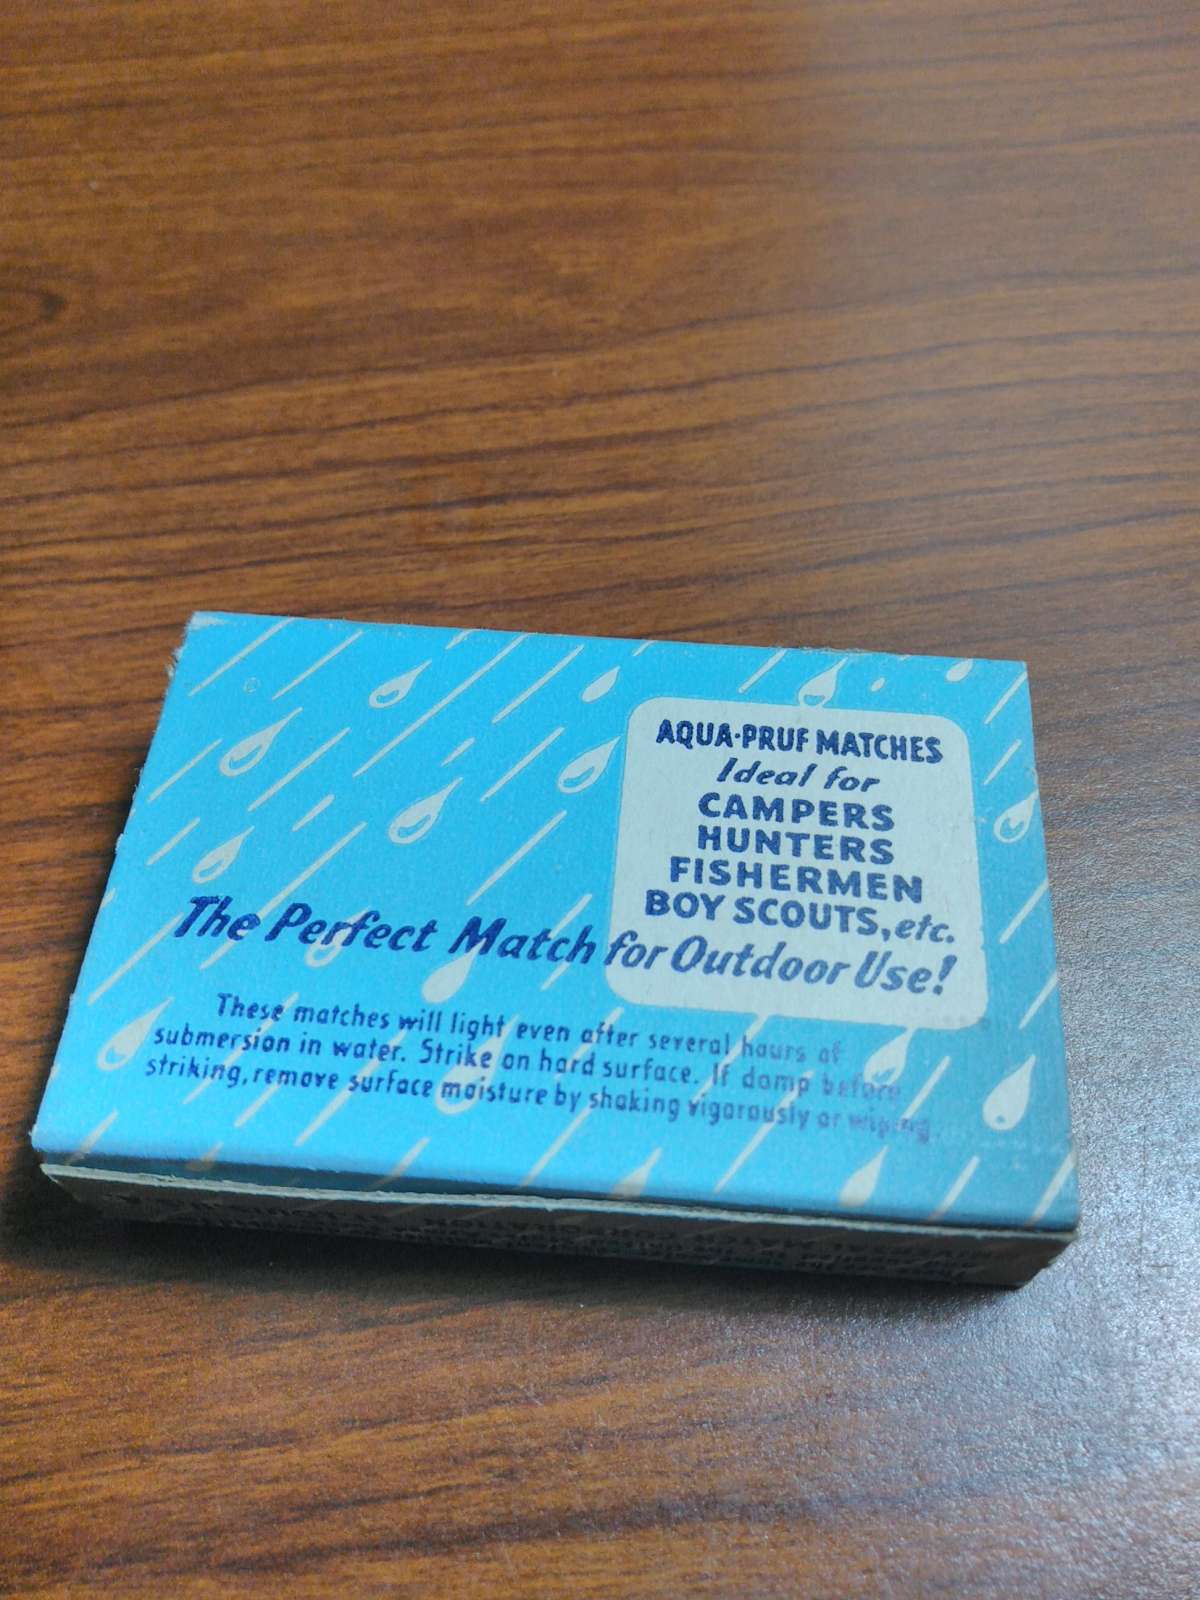 AQUA-PRUF MATCHES
Ideal for
CAMPERS
HUNTERS
FISHERMEN
BOY SCOUTS, etc.
The Perfect Match for Outdoor Use!
These matches will light even after several hours of
submersion in water. Strike on hard surface. If damp before
striking, remove surface moisture by shaking vigorously or wiping.
MATCH CORPORATION